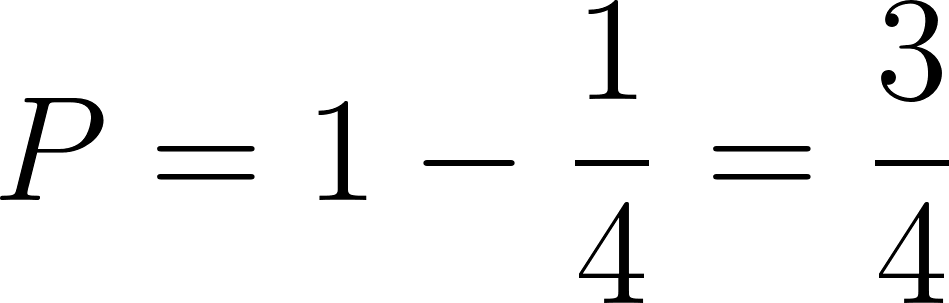 P = 1 − 1/4 = 3/4